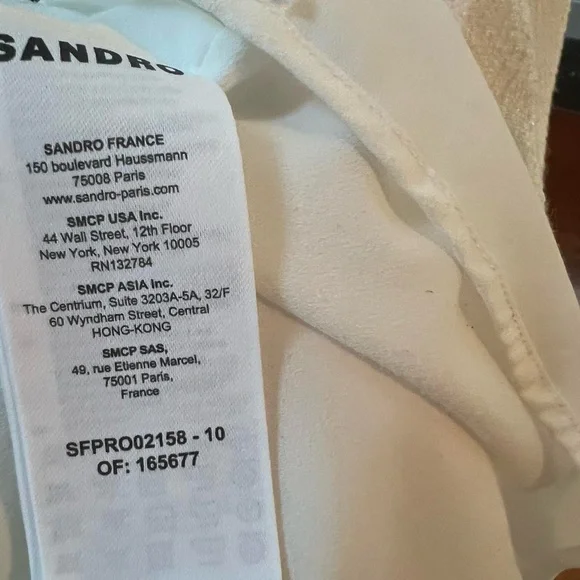 SANDRO
SANDRO FRANCE
150 boulevard Haussmann
75008 Paris
www.sandro-paris.com
SMCP USA Inc.
44 Wall Street, 12th Floor
New York, New York 10005
RN132784
SMCP ASIA Inc.
The Centrium, Suite 3203A-5A, 32/F
60 Wyndham Street, Central
HONG-KONG
SMCP SAS,
49, rue Etienne Marcel,
75001 Paris,
France
SFPRO02158 - 10
OF: 165677